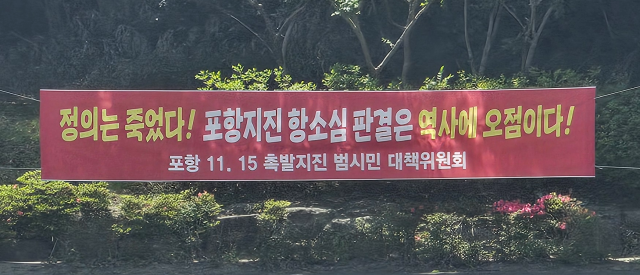 정의는 죽었다! 포항지진 항소심 판결은 역사에 오점이다!
포항 11. 15 촉발지진 범시민 대책위원회